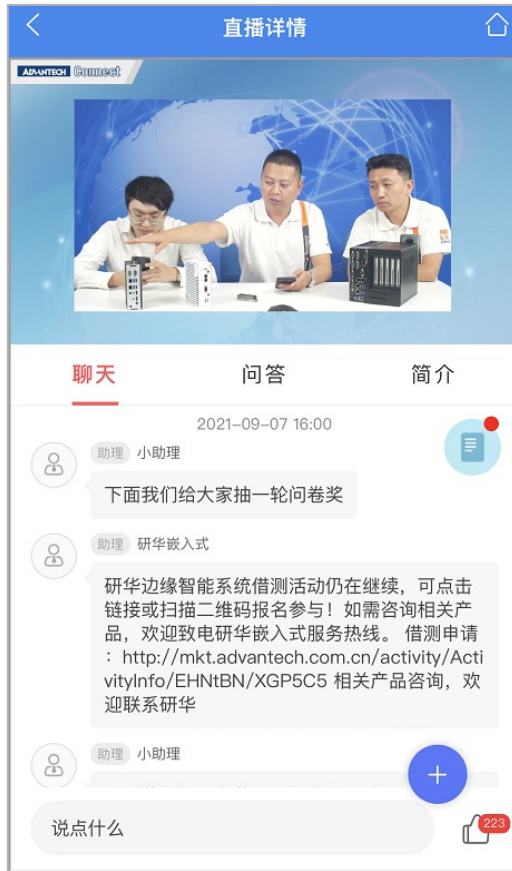 直播详情
ADVANTECH Connect
聊天
问答
简介
2021-09-07 16:00
助理 小助理
下面我们给大家抽一轮问卷奖
助理 研华嵌入式
研华边缘智能系统借测活动仍在继续，可点击
链接或扫描二维码报名参与！如需咨询相关产
品，欢迎致电研华嵌入式服务热线。借测申请
：http://mkt.advantech.com.cn/activity/Acti
vityInfo/EHNtBN/XGP5C5 相关产品咨询，欢
迎联系研华
助理 小助理
说点什么
223